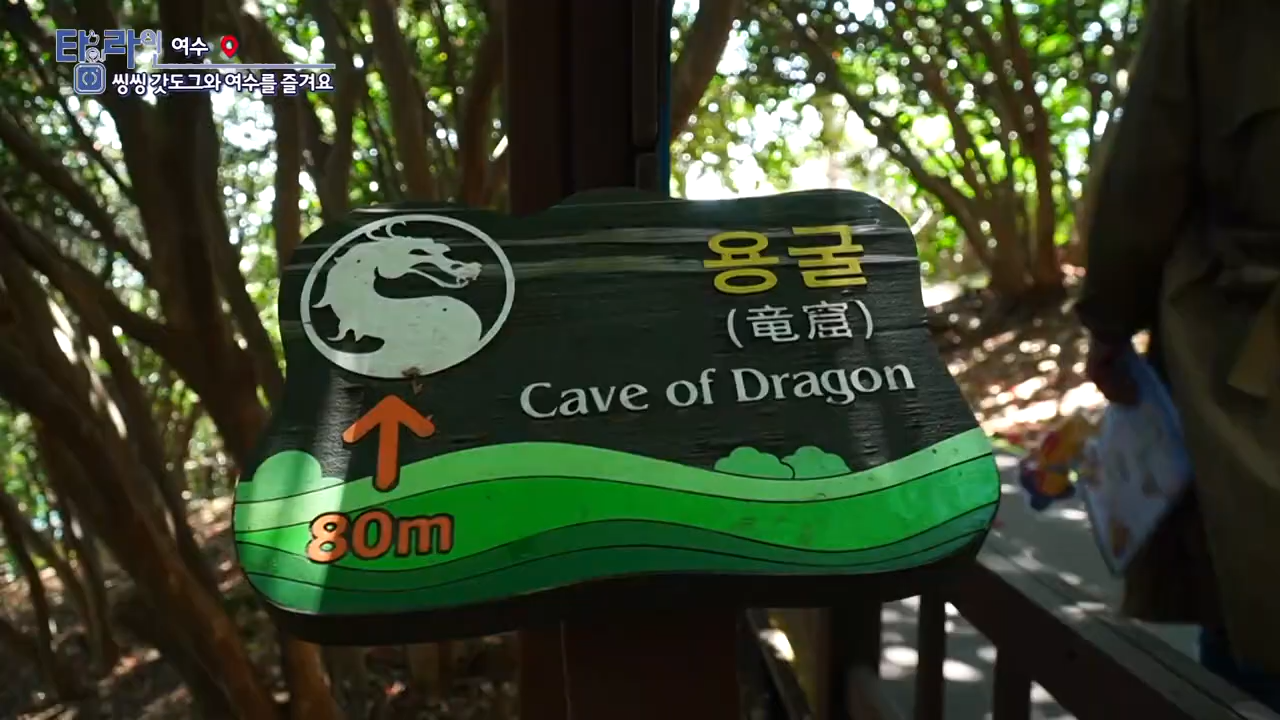 타라의 여수
씽씽 갓도그와 여수를 즐겨요
용굴
(竜窟)
Cave of Dragon
80m